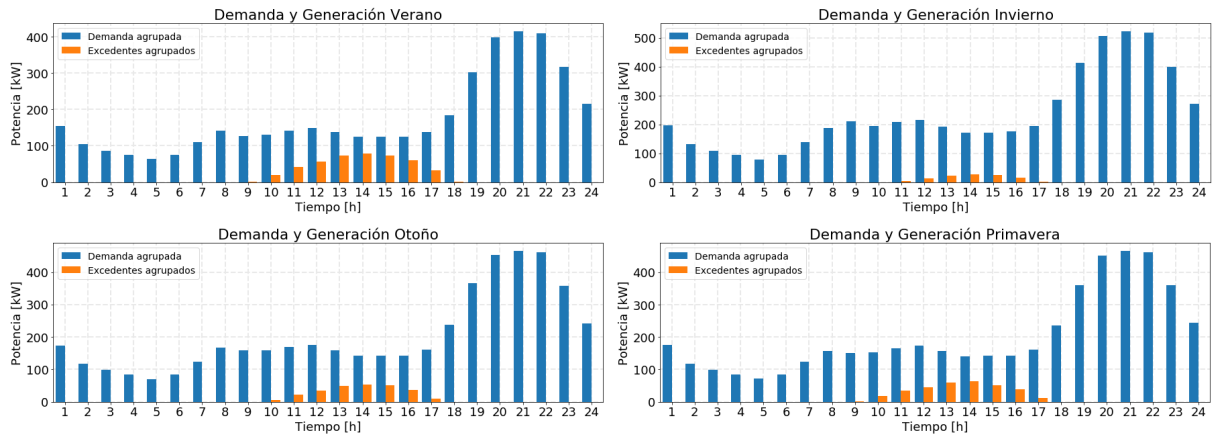 Demanda y Generación Verano
Demanda agrupada
Excedentes agrupados
Potencia [kW]
400
300
200
100
0
1 2 3 4 5 6 7 8 9 10 11 12 13 14 15 16 17 18 19 20 21 22 23 24
Tiempo [h]
Demanda y Generación Invierno
Demanda agrupada
Excedentes agrupados
Potencia [kW]
500
400
300
200
100
0
1 2 3 4 5 6 7 8 9 10 11 12 13 14 15 16 17 18 19 20 21 22 23 24
Tiempo [h]
Demanda y Generación Otoño
Demanda agrupada
Excedentes agrupados
Potencia [kW]
400
300
200
100
0
1 2 3 4 5 6 7 8 9 10 11 12 13 14 15 16 17 18 19 20 21 22 23 24
Tiempo [h]
Demanda y Generación Primavera
Demanda agrupada
Excedentes agrupados
Potencia [kW]
400
300
200
100
0
1 2 3 4 5 6 7 8 9 10 11 12 13 14 15 16 17 18 19 20 21 22 23 24
Tiempo [h]